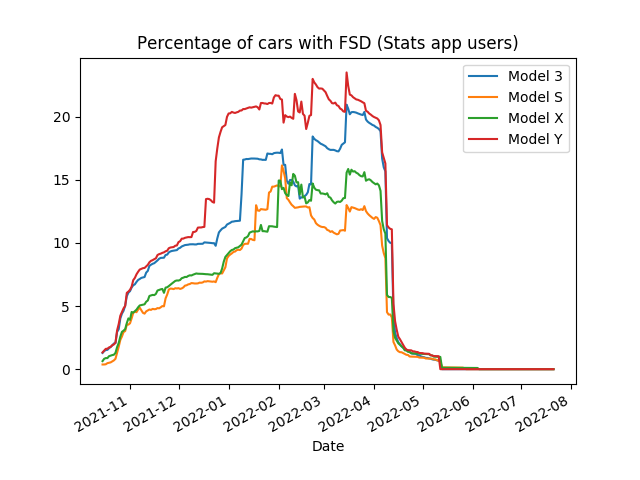 Percentage of cars with FSD (Stats app users)
Model 3
Model S
Model X
Model Y
20
15
10
5
0
2021-11
2021-12
2022-01
2022-02
2022-03
2022-04
2022-05
2022-06
2022-07
2022-08
Date